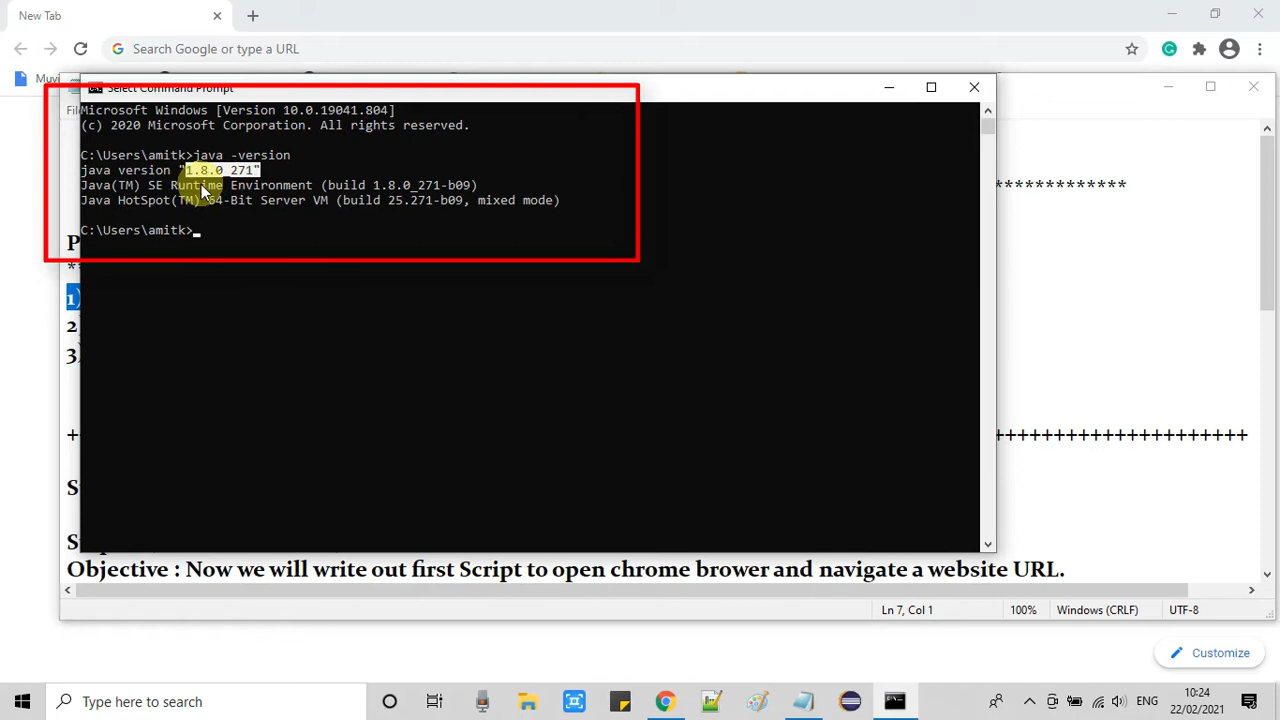 New Tab
Search Google or type a URL
Muvi
Select Command Prompt
Microsoft Windows [Version 10.0.19041.804]
(c) 2020 Microsoft Corporation. All rights reserved.
C:\Users\amitk>java -version
java version "1.8.0_271"
Java(TM) SE Runtime Environment (build 1.8.0_271-b09)
Java HotSpot(TM) 64-Bit Server VM (build 25.271-b09, mixed mode)
C:\Users\amitk>
*************
1)
2)
3)
++++++++++++++++++++
Objective : Now we will write out first Script to open chrome brower and navigate a website URL.
Ln 7, Col 1
100%
Windows (CRLF)
UTF-8
Customize
Type here to search
ENG
10:24
22/02/2021